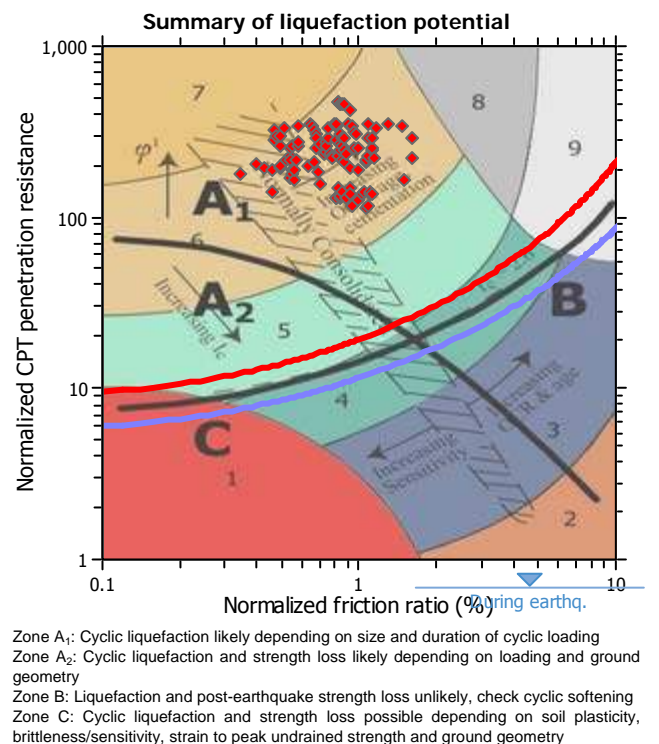 Summary of liquefaction potential
1,000
7
8
9
φ'
A₁
100
6
A₂
Increasing Ic
5
B
10
4
C
3
1
Increasing
Sensitivity
2
1
0.1
1
10
Normalized CPT penetration resistance
Normalized friction ratio (%)
During earthq.
Zone A₁: Cyclic liquefaction likely depending on size and duration of cyclic loading
Zone A₂: Cyclic liquefaction and strength loss likely depending on loading and ground
geometry
Zone B: Liquefaction and post-earthquake strength loss unlikely, check cyclic softening
Zone C: Cyclic liquefaction and strength loss possible depending on soil plasticity,
brittleness/sensitivity, strain to peak undrained strength and ground geometry